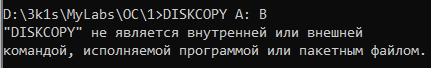 D:\3k1s\MyLabs\OC\1>DISKCOPY A: B
"DISKCOPY" не является внутренней или внешней
командой, исполняемой программой или пакетным файлом.